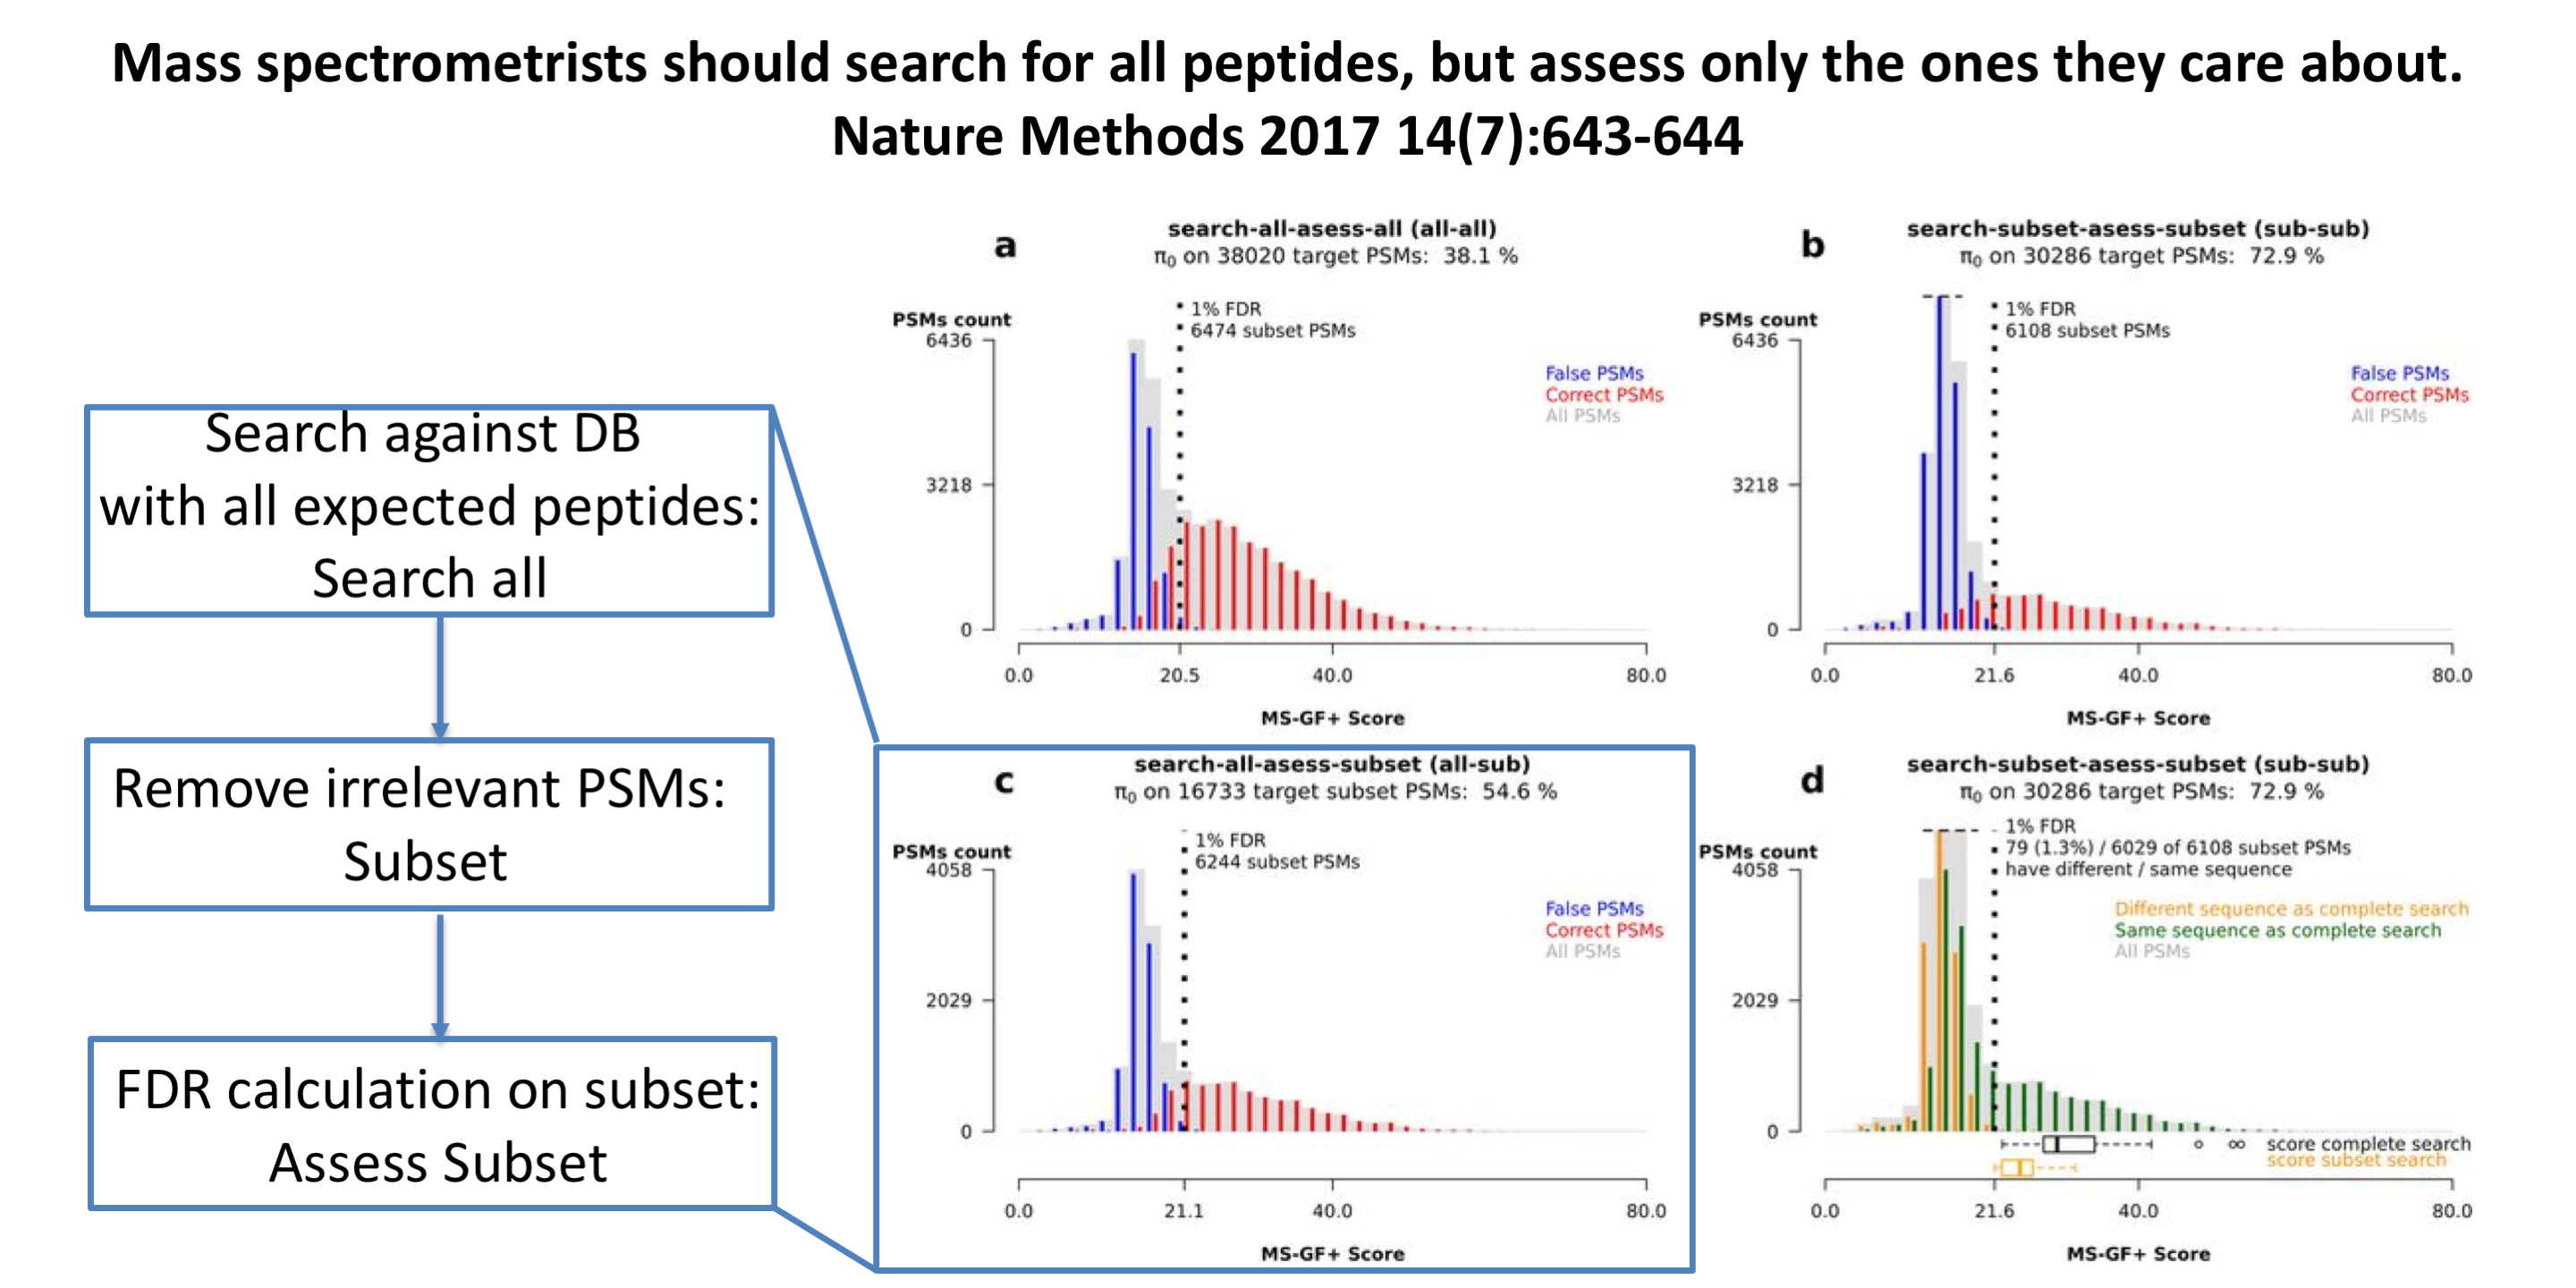 Mass spectrometrists should search for all peptides, but assess only the ones they care about.
Nature Methods 2017 14(7):643-644
Search against DB
with all expected peptides:
Search all
Remove irrelevant PSMs:
Subset
FDR calculation on subset:
Assess Subset
a
search-all-asess-all (all-all)
π0 on 38020 target PSMs: 38.1 %
1% FDR
6474 subset PSMs
PSMs count
6436
3218
0
False PSMs
Correct PSMs
All PSMs
0.0
20.5
40.0
80.0
MS-GF+ Score
b
search-subset-asess-subset (sub-sub)
π0 on 30286 target PSMs: 72.9 %
1% FDR
6108 subset PSMs
PSMs count
6436
3218
0
False PSMs
Correct PSMs
All PSMs
0.0
21.6
40.0
80.0
MS-GF+ Score
c
search-all-asess-subset (all-sub)
π0 on 16733 target subset PSMs: 54.6 %
1% FDR
6244 subset PSMs
PSMs count
4058
2029
0
False PSMs
Correct PSMs
All PSMs
0.0
21.1
40.0
80.0
MS-GF+ Score
d
search-subset-asess-subset (sub-sub)
π0 on 30286 target PSMs: 72.9 %
1% FDR
79 (1.3%) / 6029 of 6108 subset PSMs
have different / same sequence
PSMs count
4058
2029
0
Different sequence as complete search
Same sequence as complete search
All PSMs
score complete search
score subset search
0.0
21.6
40.0
80.0
MS-GF+ Score